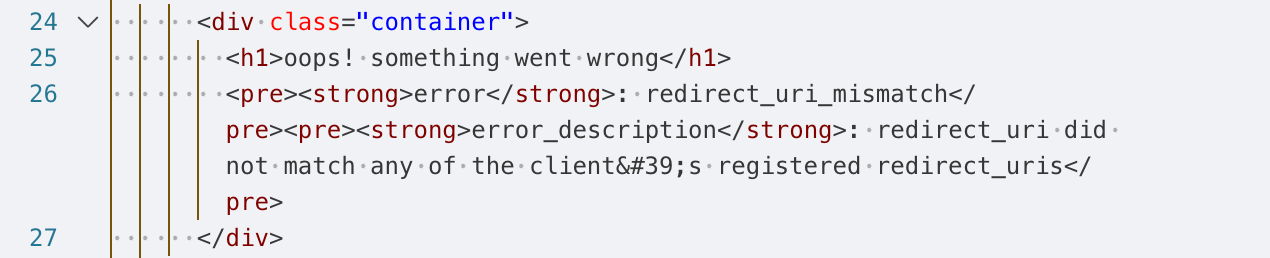 24 <div class="container">
25 <h1>oops! something went wrong</h1>
26 <pre><strong>error</strong>: redirect_uri_mismatch</
pre><pre><strong>error_description</strong>: redirect_uri did
not match any of the client&#39;s registered redirect_uris</
pre>
27 </div>